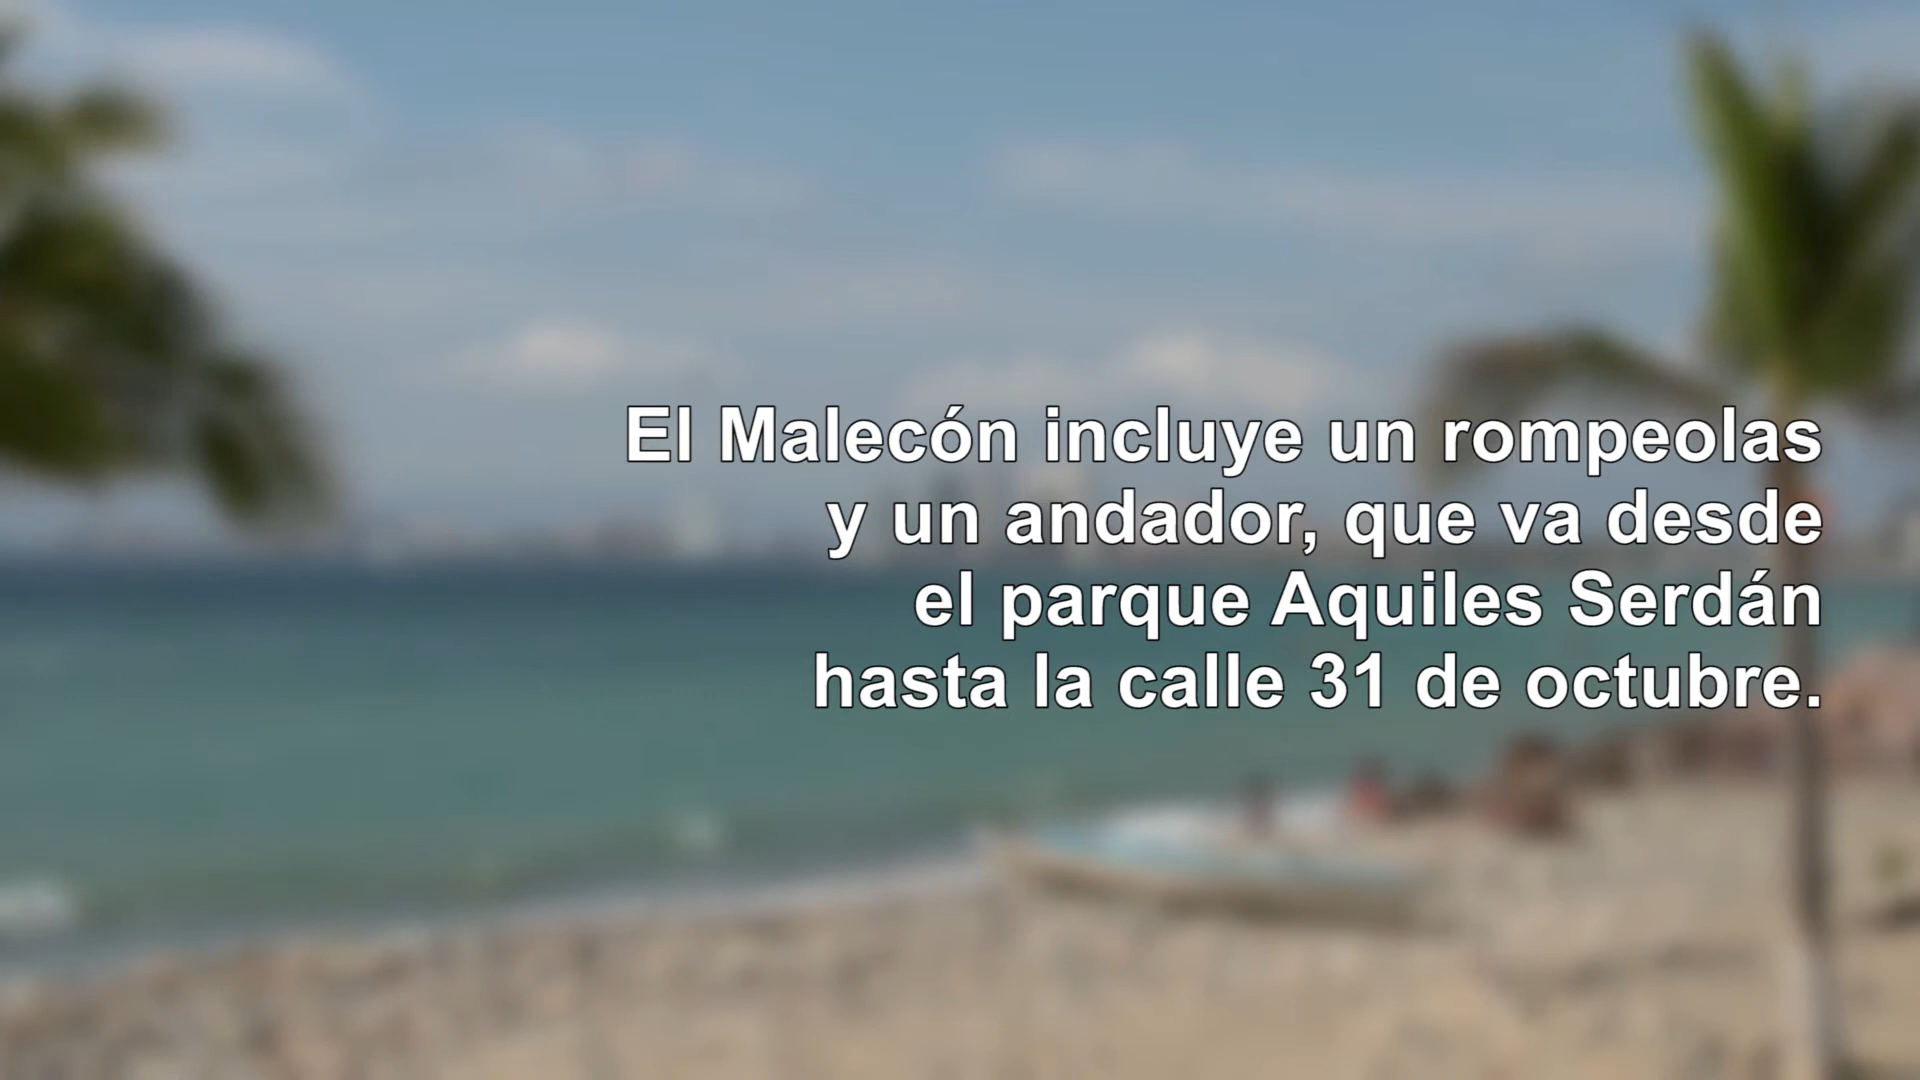 El Malecón incluye un rompeolas
y un andador, que va desde
el parque Aquiles Serdán
hasta la calle 31 de octubre.